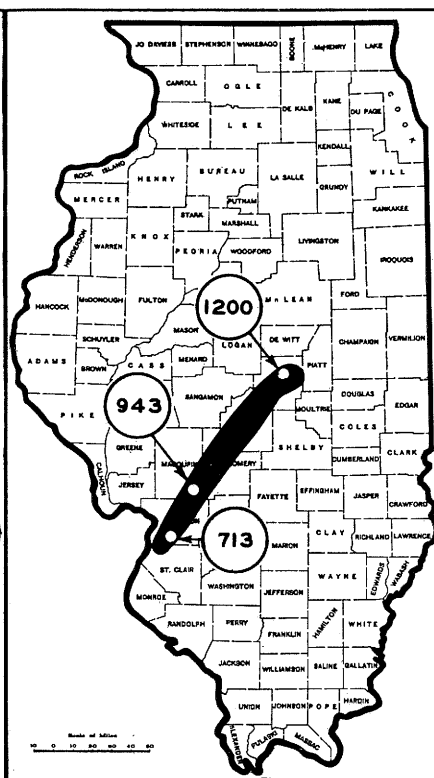 JO DAVIESS STEPHENSON WINNEBAGO BOONE McHENRY LAKE
CARROLL OGLE DE KALB KANE COOK
WHITESIDE LEE DU PAGE
KENDALL WILL
ROCK ISLAND HENRY BUREAU LA SALLE GRUNDY
MERCER PUTNAM
STARK MARSHALL KANKAKEE
HENDERSON WARREN KNOX PEORIA WOODFORD LIVINGSTON
IROQUOIS
HANCOCK McDONOUGH FULTON 1200 McLEAN FORD
MASON DE WITT
SCHUYLER LOGAN CHAMPAIGN VERMILION
ADAMS BROWN CASS MENARD PIATT
943 SANGAMON DOUGLAS
PIKE MOULTRIE EDGAR
COLES
GREENE SHELBY CUMBERLAND CLARK
CALHOUN JERSEY FAYETTE EFFINGHAM JASPER CRAWFORD
713 MARION CLAY RICHLAND LAWRENCE
ST. CLAIR
MONROE WASHINGTON WAYNE EDWARDS WABASH
JEFFERSON
RANDOLPH PERRY HAMILTON WHITE
FRANKLIN
JACKSON WILLIAMSON SALINE GALLATIN
UNION JOHNSON POPE HARDIN
ALEXANDER PULASKI MASSAC
10 0 10 20 30 40 50